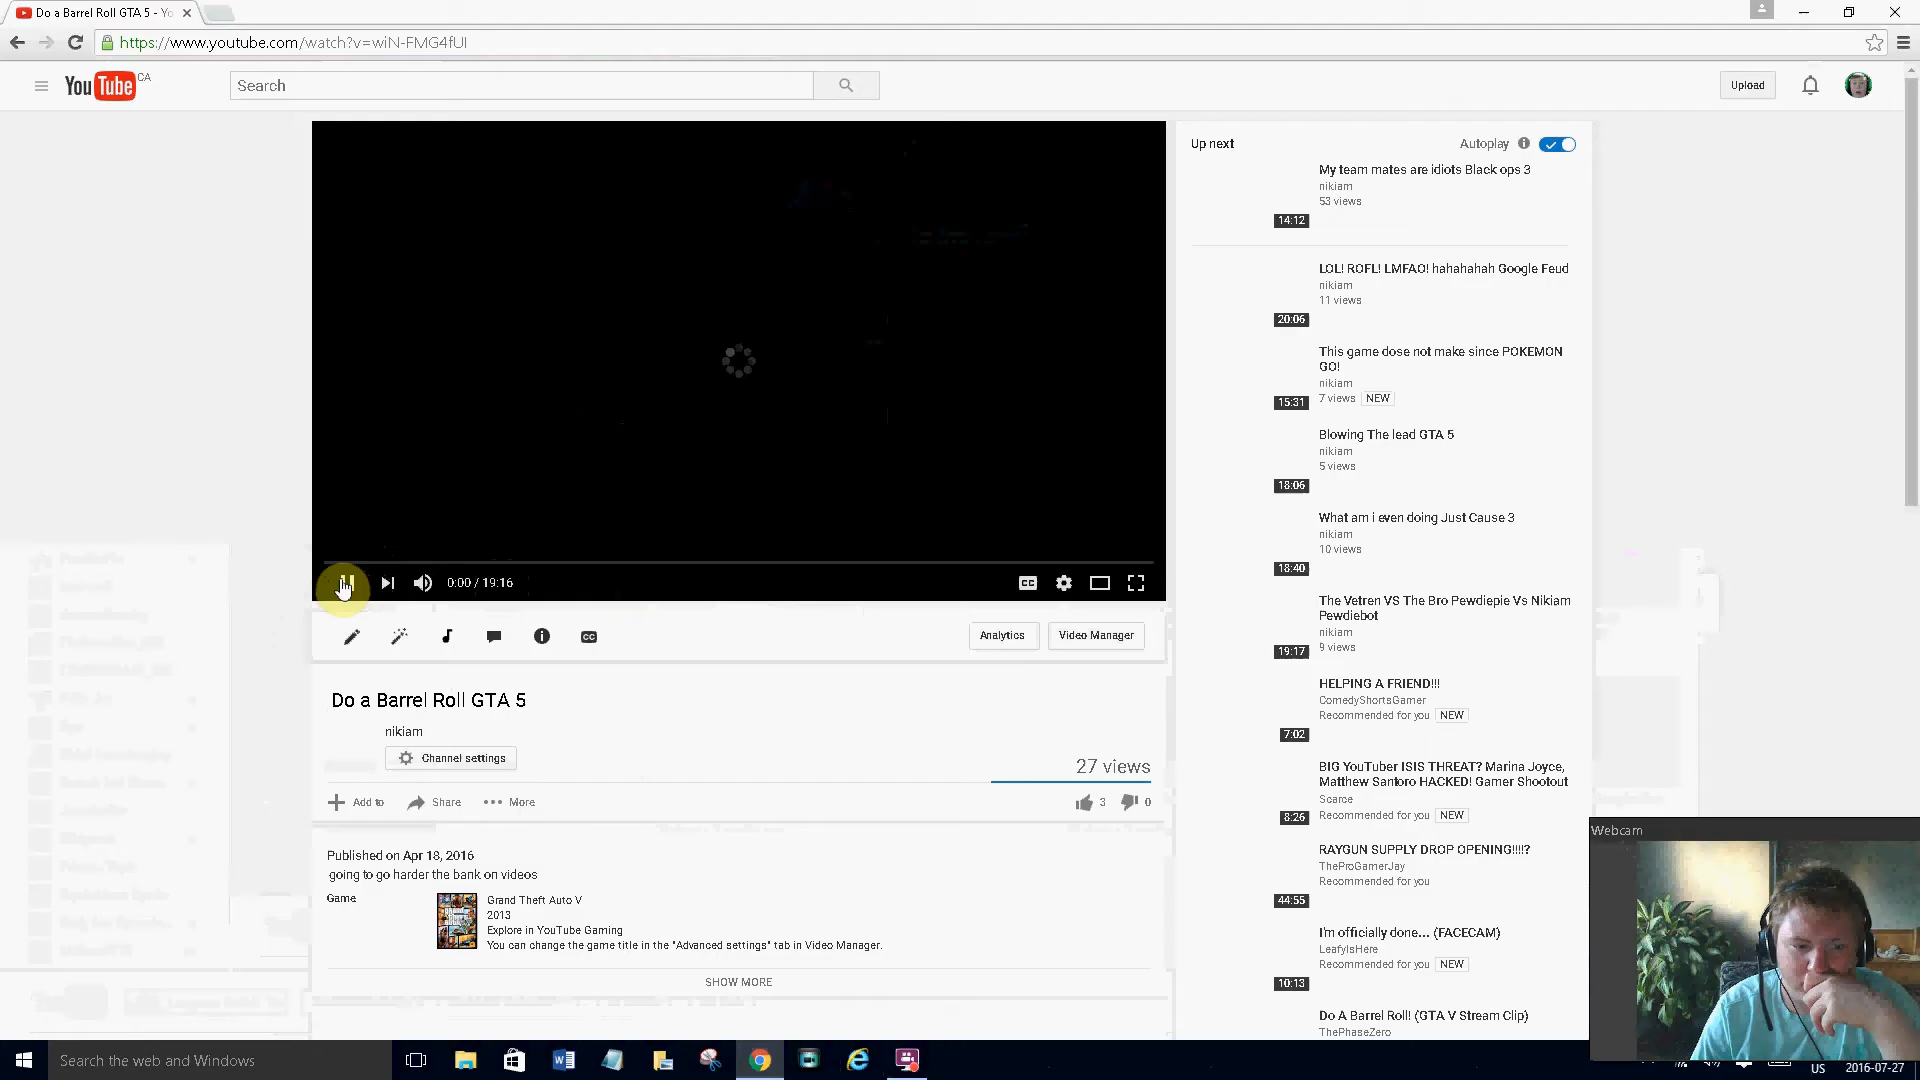 Do a Barrel Roll GTA 5 - Yo
https://www.youtube.com/watch?v=wiN-FMG4fUI
YouTube CA
Search
Upload
Up next
Autoplay
My team mates are idiots Black ops 3
nikiam
53 views
14:12
LOL! ROFL! LMFAO! hahahahah Google Feud
nikiam
11 views
20:06
This game dose not make since POKEMON
GO!
nikiam
7 views NEW
15:31
Blowing The lead GTA 5
nikiam
5 views
18:06
What am i even doing Just Cause 3
nikiam
10 views
18:40
The Vetren VS The Bro Pewdiepie Vs Nikiam
Pewdiebot
nikiam
9 views
19:17
HELPING A FRIEND!!!
ComedyShortsGamer
Recommended for you NEW
7:02
BIG YouTuber ISIS THREAT? Marina Joyce,
Matthew Santoro HACKED! Gamer Shootout
Scarce
Recommended for you NEW
8:26
RAYGUN SUPPLY DROP OPENING!!!!?
TheProGamerJay
Recommended for you
44:55
I'm officially done... (FACECAM)
LeafyIsHere
Recommended for you NEW
10:13
Do A Barrel Roll! (GTA V Stream Clip)
ThePhaseZero
0:00 / 19:16
CC
CC
Analytics
Video Manager
Do a Barrel Roll GTA 5
nikiam
Channel settings
27 views
Add to
Share
More
3
0
Published on Apr 18, 2016
going to go harder the bank on videos
Game
Grand Theft Auto V
2013
Explore in YouTube Gaming
You can change the game title in the "Advanced settings" tab in Video Manager.
SHOW MORE
Webcam
Search the web and Windows
US
2016-07-27